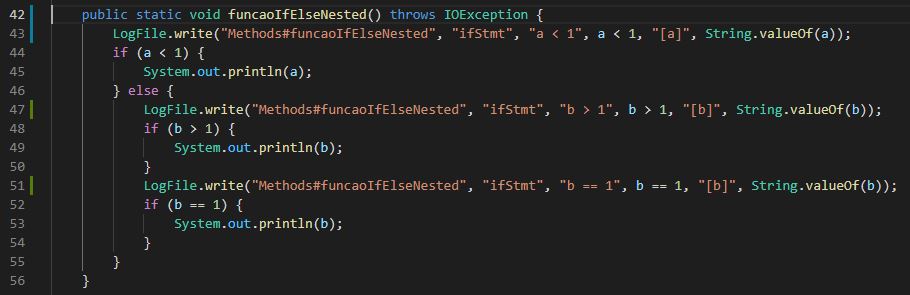 42 public static void funcaoIfElseNested() throws IOException {
43 LogFile.write("Methods#funcaoIfElseNested", "ifStmt", "a < 1", a < 1, "[a]", String.valueOf(a));
44 if (a < 1) {
45 System.out.println(a);
46 } else {
47 LogFile.write("Methods#funcaoIfElseNested", "ifStmt", "b > 1", b > 1, "[b]", String.valueOf(b));
48 if (b > 1) {
49 System.out.println(b);
50 }
51 LogFile.write("Methods#funcaoIfElseNested", "ifStmt", "b == 1", b == 1, "[b]", String.valueOf(b));
52 if (b == 1) {
53 System.out.println(b);
54 }
55 }
56 }